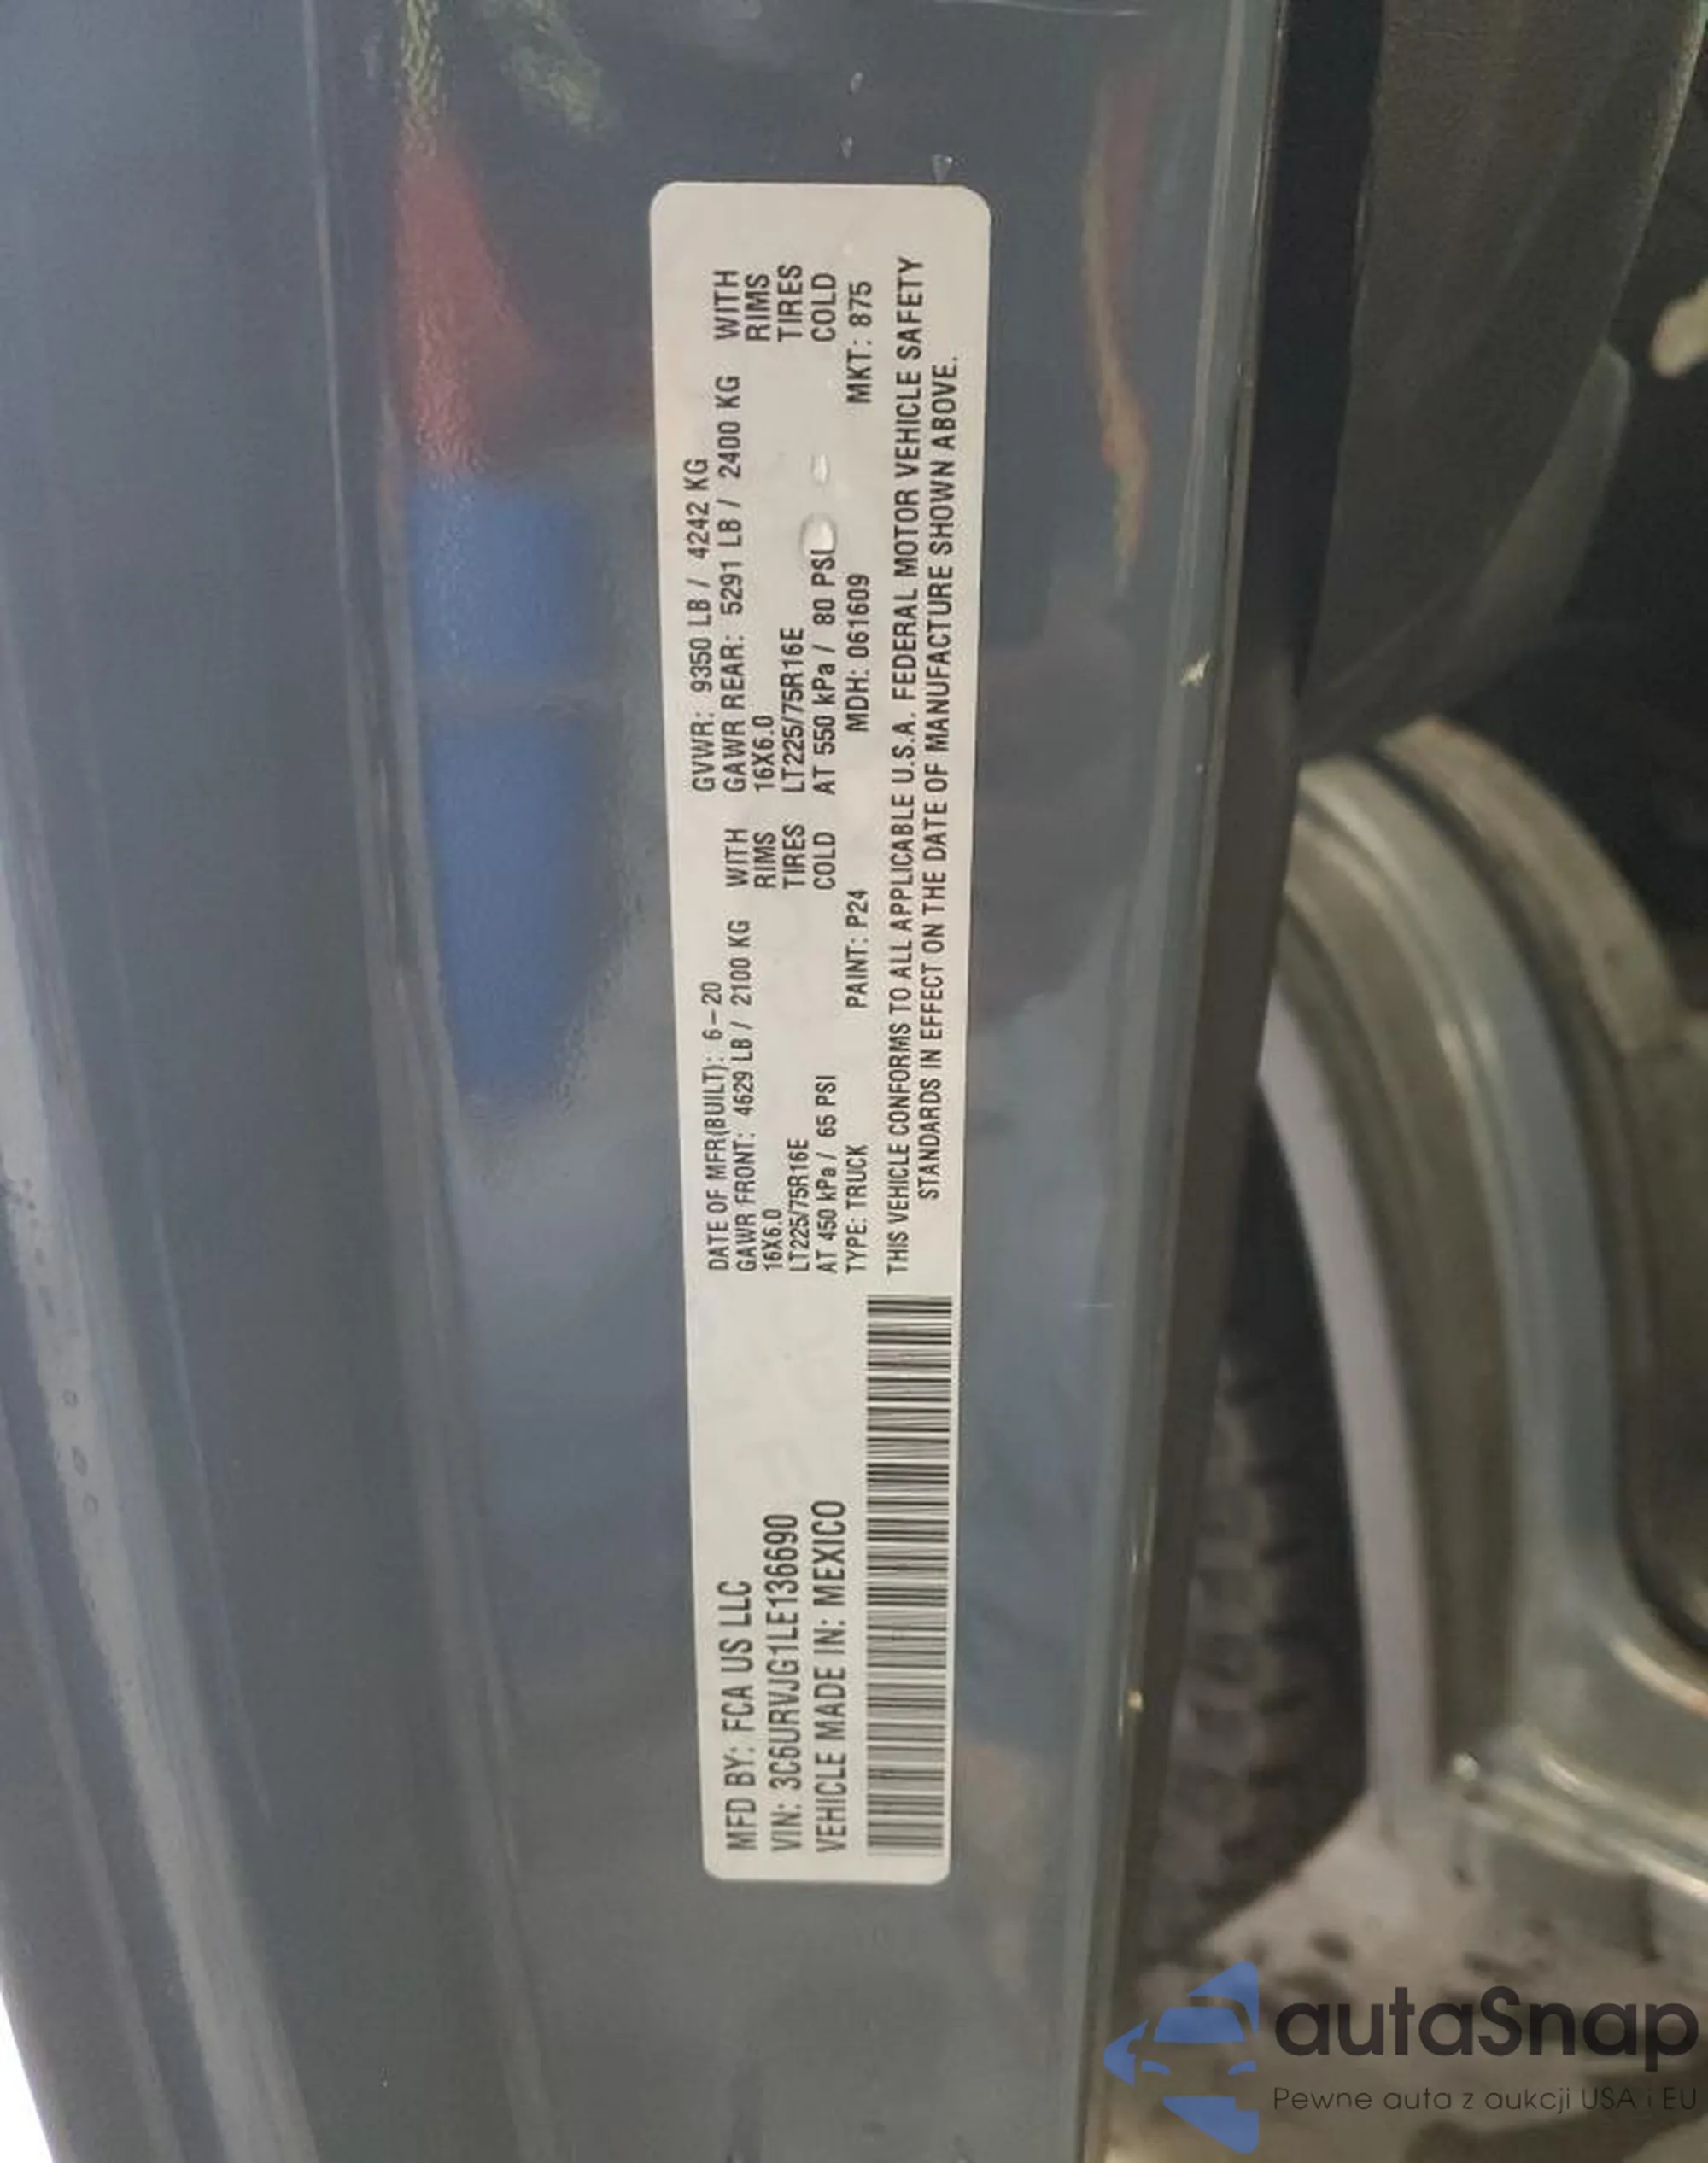 MFD BY: FCA US LLC
VIN: 3C6URVJG1LE136690
VEHICLE MADE IN: MEXICO
DATE OF MFR(BUILT): 6-20
GVWR: 9350 LB / 4242 KG
GAWR FRONT: 4629 LB / 2100 KG WITH
16X6.0 RIMS
LT225/75R16E TIRES
AT 450 kPa / 65 PSI COLD
GAWR REAR: 5291 LB / 2400 KG WITH
16X6.0 RIMS
LT225/75R16E TIRES
AT 550 kPa / 80 PSI COLD
TYPE: TRUCK PAINT: P24 MDH: 061609 MKT: 875
THIS VEHICLE CONFORMS TO ALL APPLICABLE U.S.A. FEDERAL MOTOR VEHICLE SAFETY
STANDARDS IN EFFECT ON THE DATE OF MANUFACTURE SHOWN ABOVE.
autaSnap
Pewne auta z aukcji USA i EU